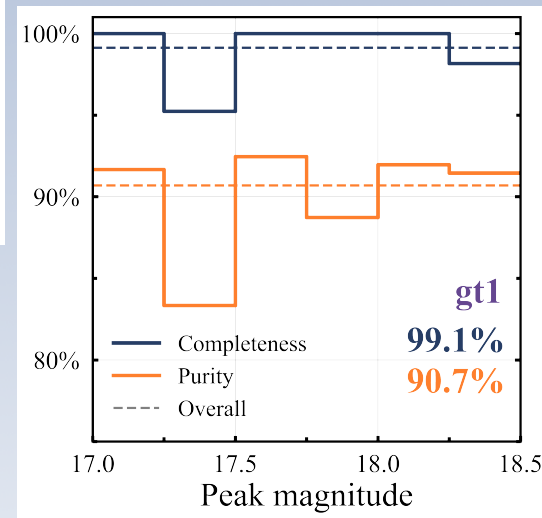 100%
90%
80%
gt1
99.1%
90.7%
Completeness
Purity
Overall
17.0 17.5 18.0 18.5
Peak magnitude